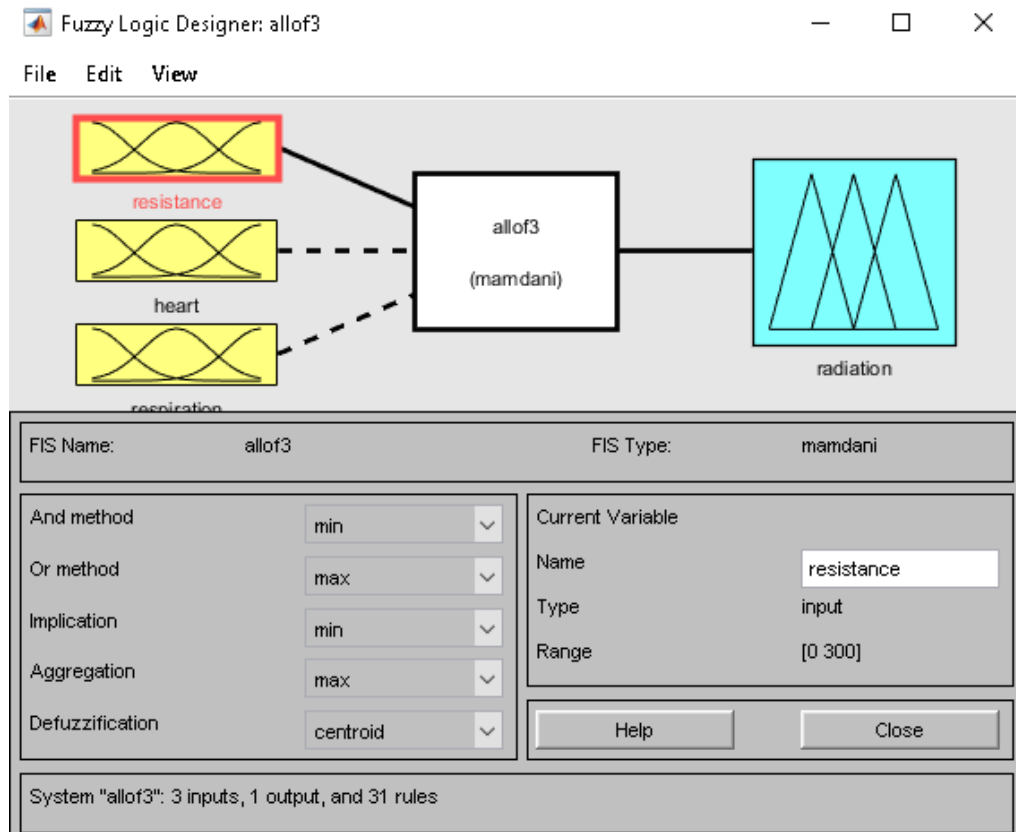 Fuzzy Logic Designer: allof3
File Edit View
resistance
heart
respiration
allof3
(mamdani)
radiation
FIS Name: allof3 FIS Type: mamdani
And method min
Or method max
Implication min
Aggregation max
Defuzzification centroid
Current Variable
Name resistance
Type input
Range [0 300]
Help Close
System "allof3": 3 inputs, 1 output, and 31 rules